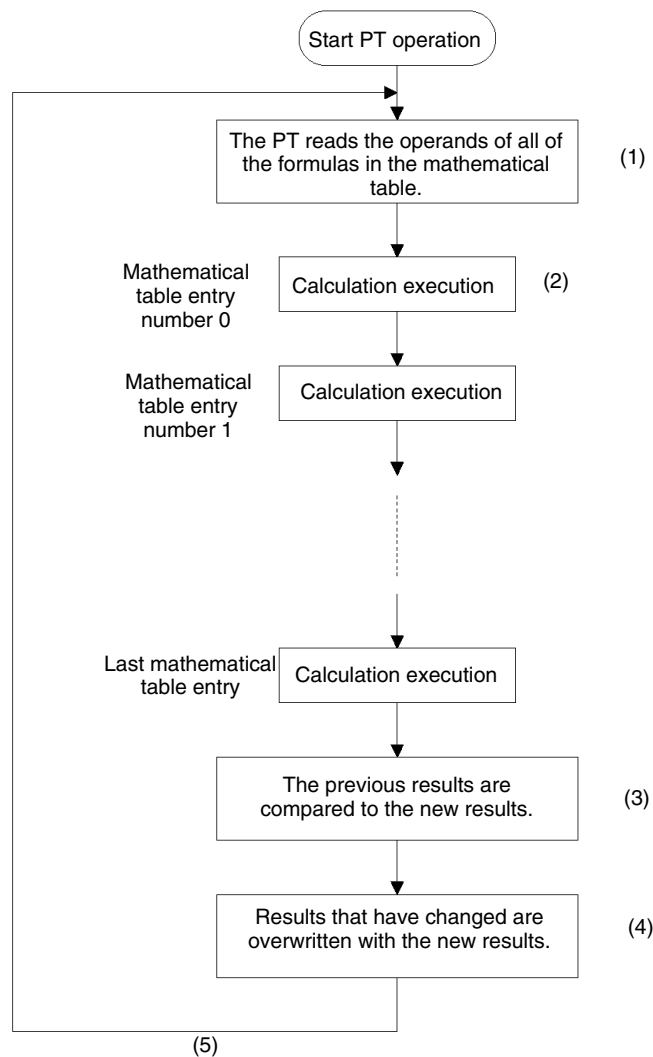 Start PT operation
The PT reads the operands of all of
the formulas in the mathematical
table.
(1)
Mathematical
table entry
number 0
Calculation execution
(2)
Mathematical
table entry
number 1
Calculation execution
Last mathematical
table entry
Calculation execution
The previous results are
compared to the new results.
(3)
Results that have changed are
overwritten with the new results.
(4)
(5)